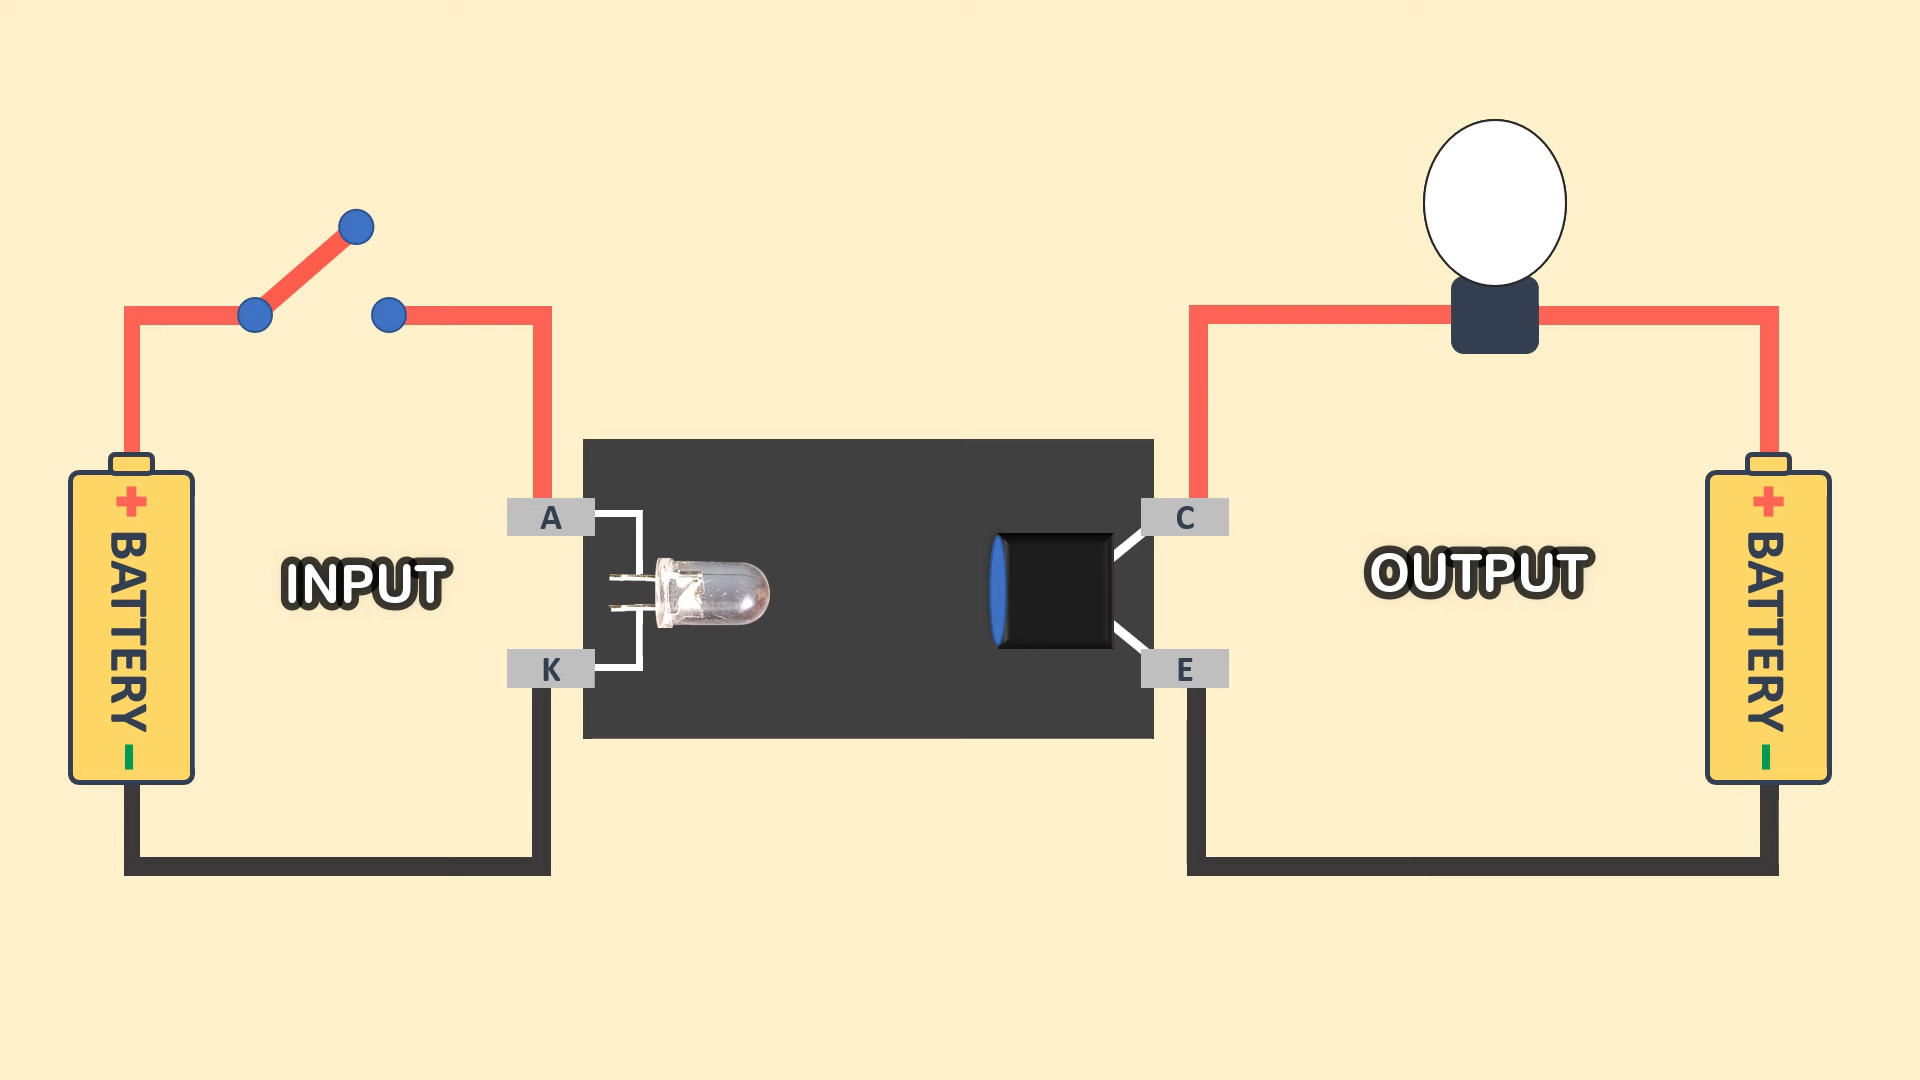 INPUT
OUTPUT
A
K
C
E
+ BATTERY -
+ BATTERY -